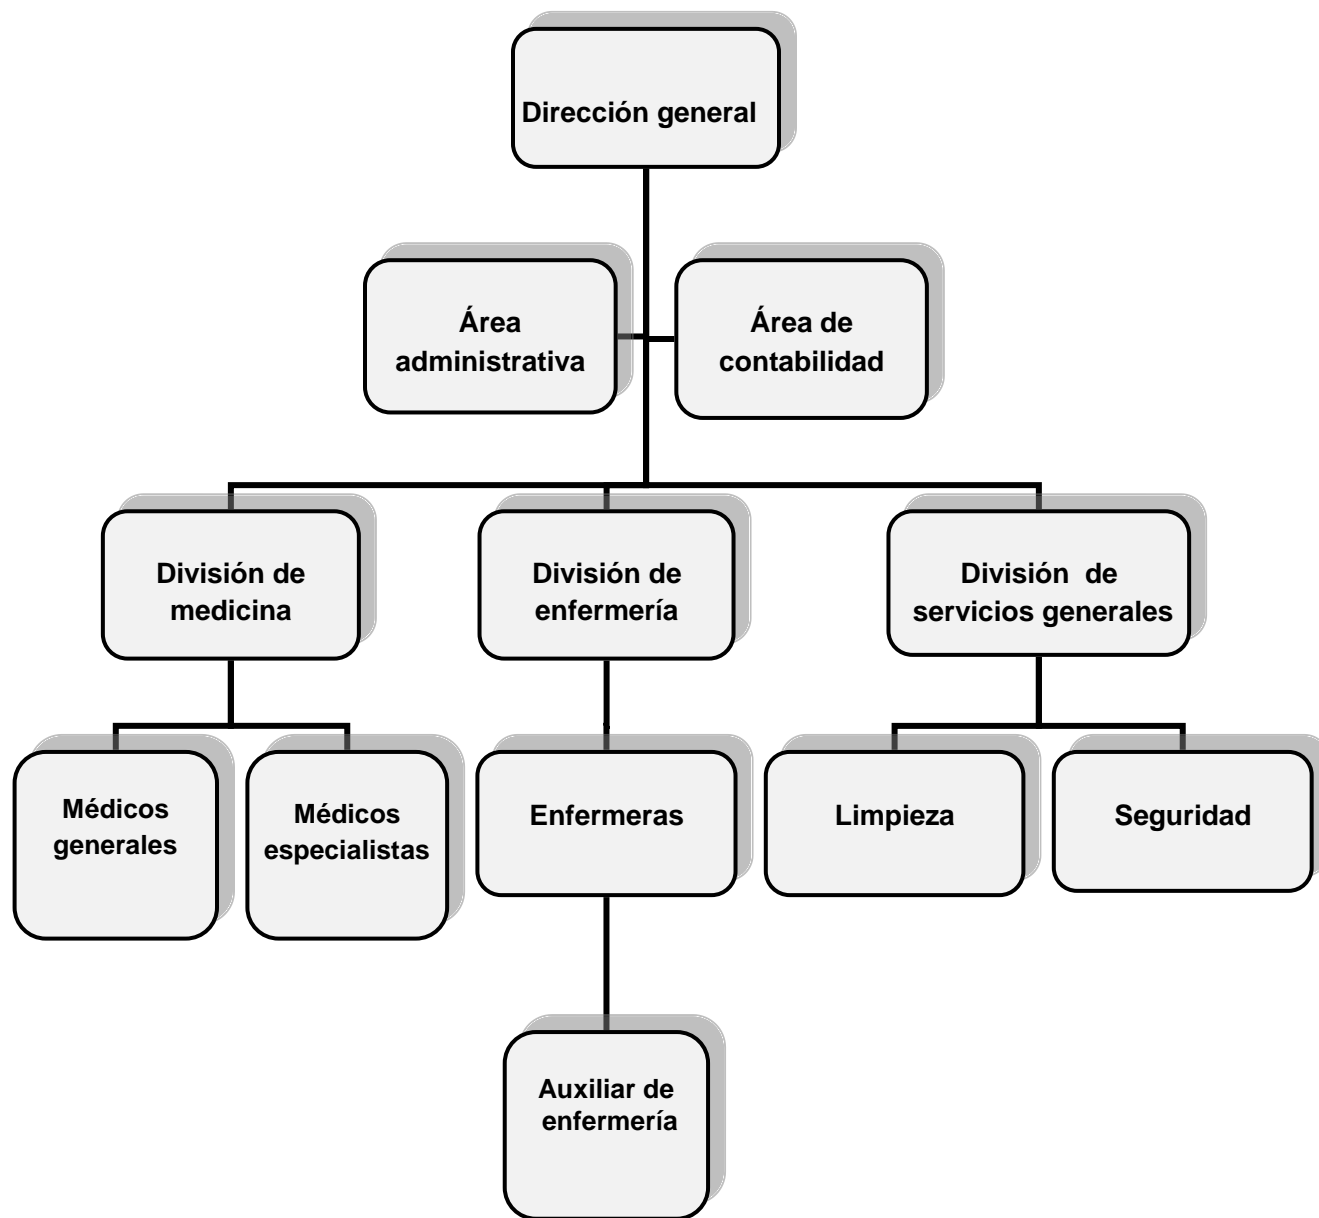 Dirección general
Área
administrativa
Área de
contabilidad
División de
medicina
División de
enfermería
División  de
servicios generales
Médicos
generales
Médicos
especialistas
Enfermeras
Limpieza
Seguridad
Auxiliar de
enfermería